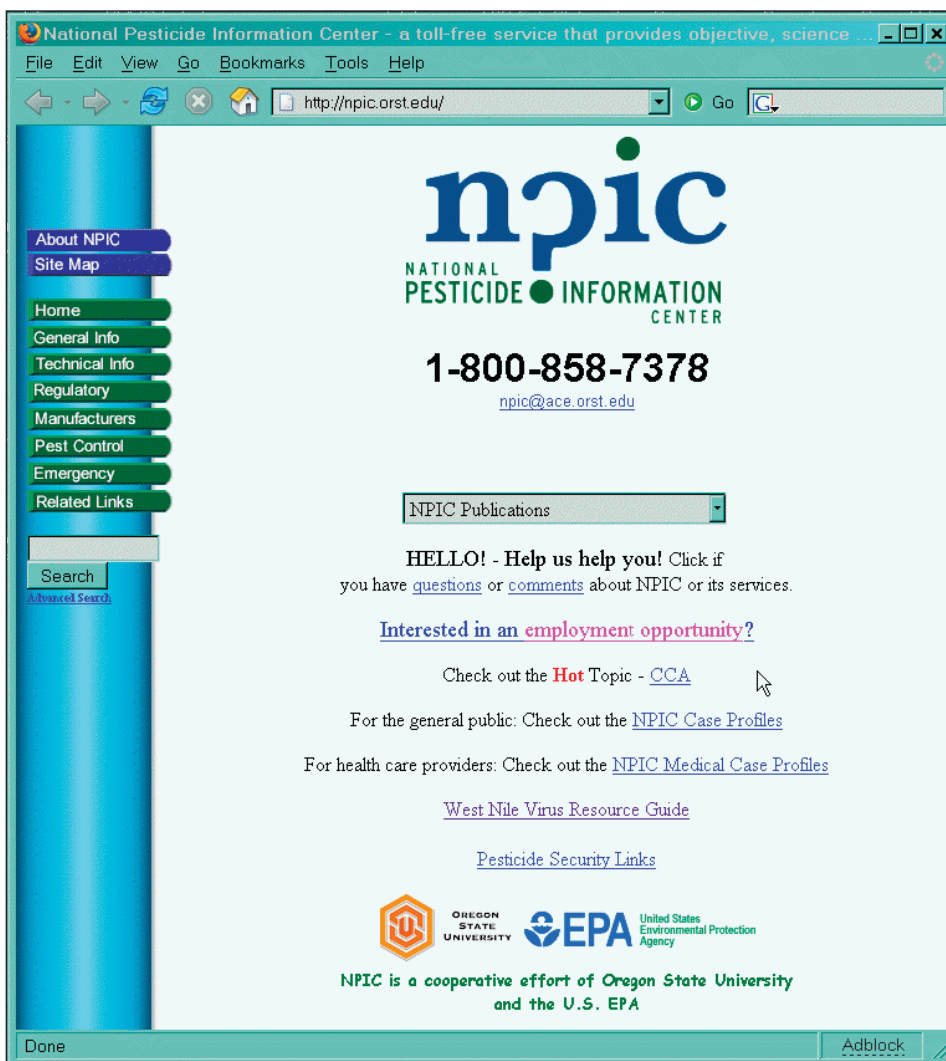 National Pesticide Information Center - a toll-free service that provides objective, science ...
File Edit View Go Bookmarks Tools Help
http://npic.orst.edu/
Go
G
npic
NATIONAL
PESTICIDE INFORMATION
CENTER
1-800-858-7378
npic@ace.orst.edu
About NPIC
Site Map
Home
General Info
Technical Info
Regulatory
Manufacturers
Pest Control
Emergency
Related Links
Search
Advanced Search
NPIC Publications
HELLO! - Help us help you! Click if
you have questions or comments about NPIC or its services.
Interested in an employment opportunity?
Check out the Hot Topic - CCA
For the general public: Check out the NPIC Case Profiles
For health care providers: Check out the NPIC Medical Case Profiles
West Nile Virus Resource Guide
Pesticide Security Links
OREGON
STATE
UNIVERSITY
EPA
United States
Environmental Protection
Agency
NPIC is a cooperative effort of Oregon State University
and the U.S. EPA
Done
Adblock